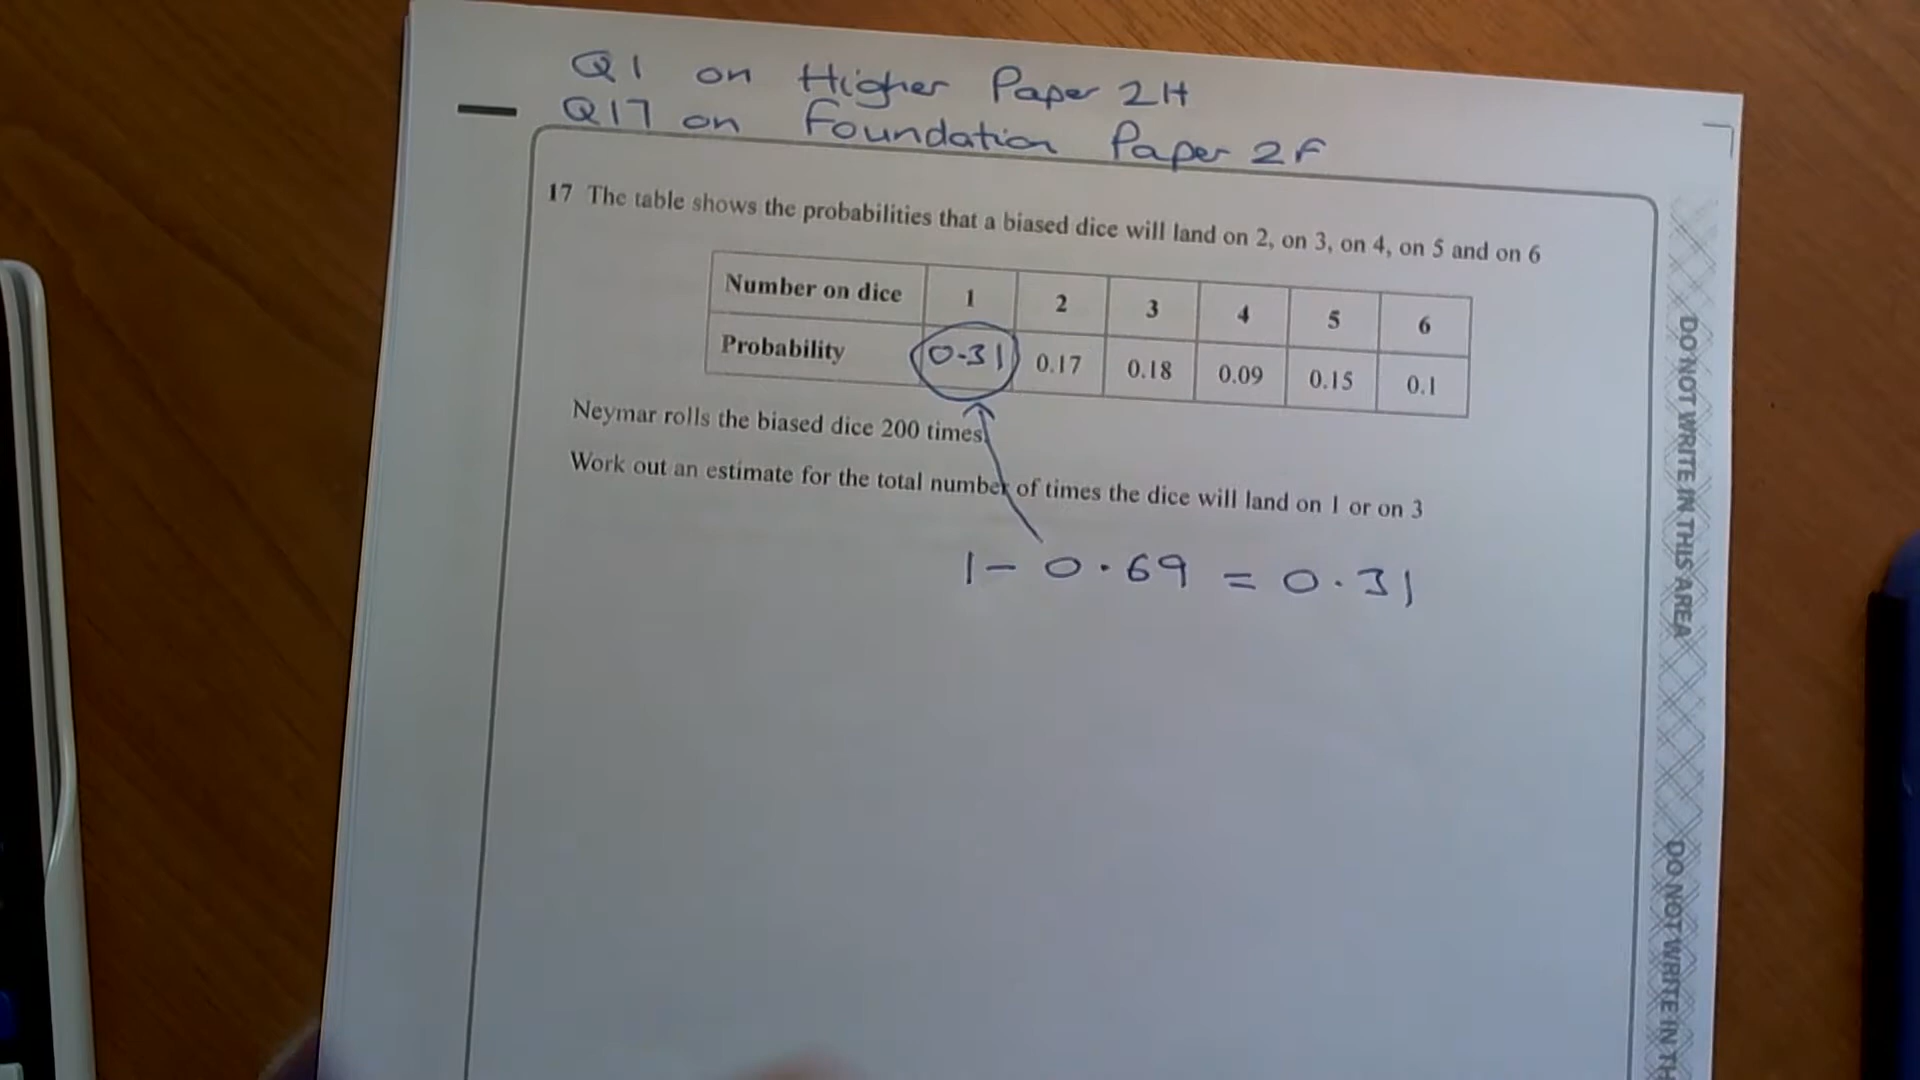 Q1 on Higher Paper 2H
Q17 on Foundation Paper 2F
17 The table shows the probabilities that a biased dice will land on 2, on 3, on 4, on 5 and on 6
Number on dice 1 2 3 4 5 6
Probability 0.31 0.17 0.18 0.09 0.15 0.1
Neymar rolls the biased dice 200 times.
Work out an estimate for the total number of times the dice will land on 1 or on 3
1 - 0.69 = 0.31
DO NOT WRITE IN THIS AREA
DO NOT WRITE IN TH